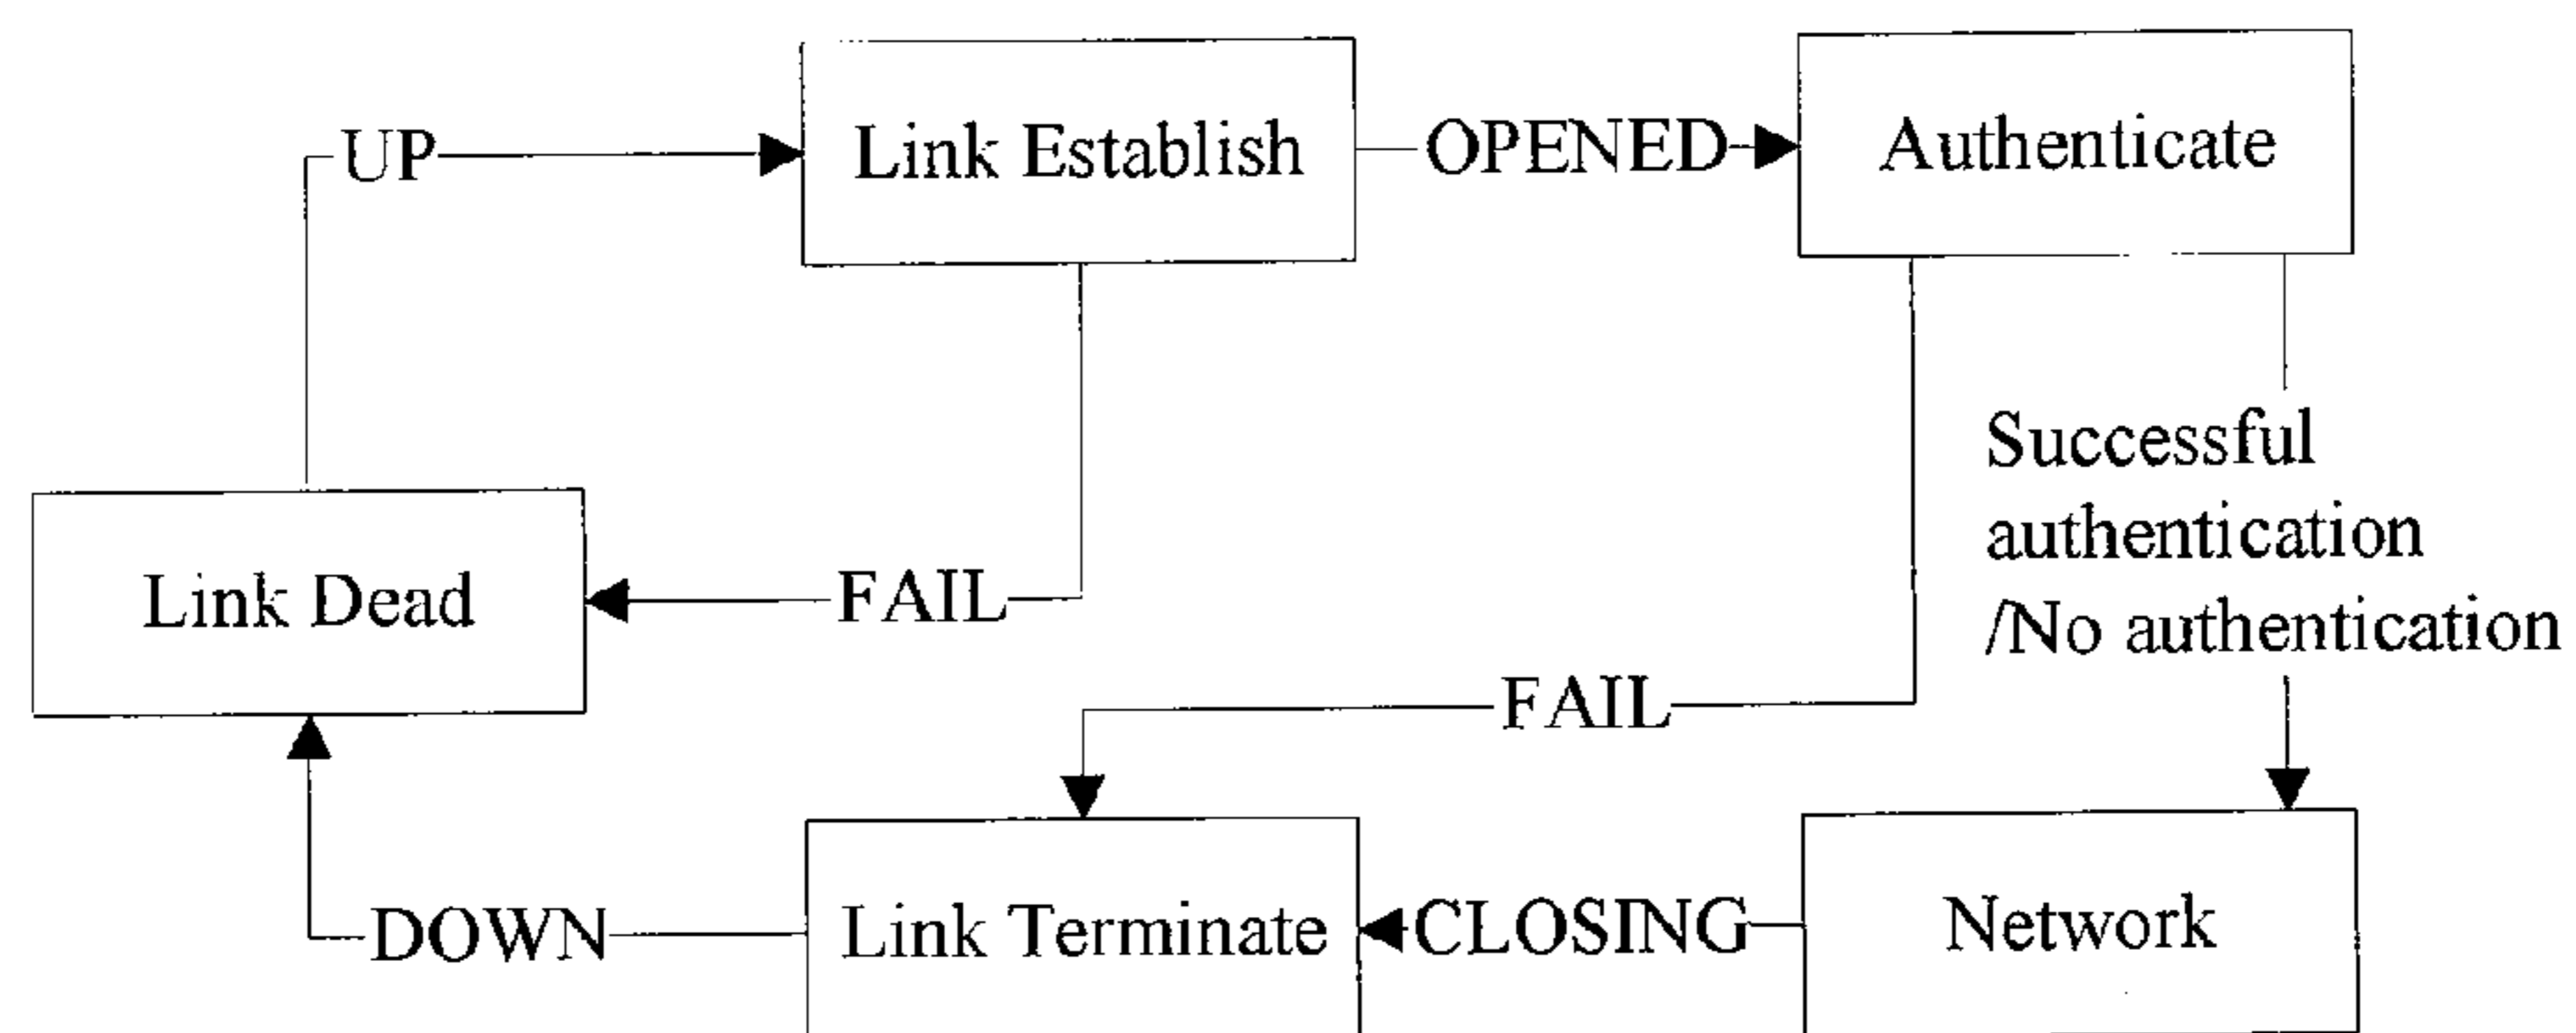 UP
Link Establish
OPENED
Authenticate
Successful
authentication
/No authentication
Link Dead
FAIL
FAIL
DOWN
Link Terminate
CLOSING
Network